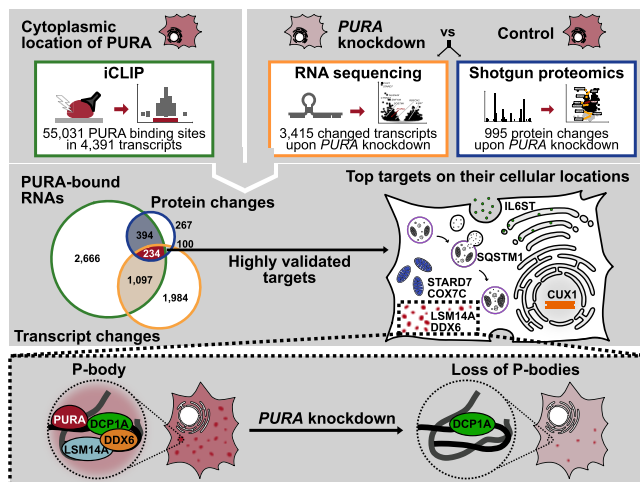 Cytoplasmic
location of PURA
iCLIP
55,031 PURA binding sites
in 4,391 transcripts
PURA
knockdown
vs
Control
RNA sequencing
3,415 changed transcripts
upon PURA knockdown
Shotgun proteomics
995 protein changes
upon PURA knockdown
PURA-bound
RNAs
Protein changes
267
394
100
234
2,666
1,097
1,984
Transcript changes
Highly validated
targets
Top targets on their cellular locations
IL6ST
SQSTM1
STARD7
COX7C
CUX1
LSM14A
DDX6
P-body
PURA
DCP1A
DDX6
LSM14A
PURA knockdown
Loss of P-bodies
DCP1A